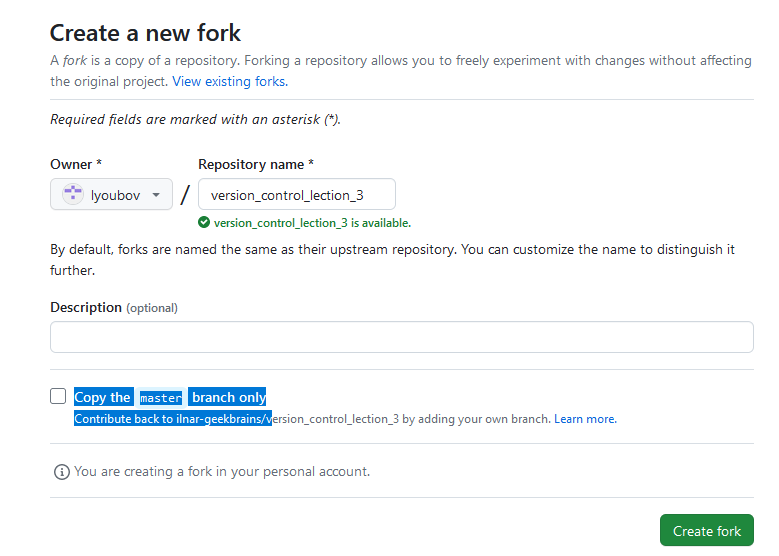 Create a new fork
A fork is a copy of a repository. Forking a repository allows you to freely experiment with changes without affecting
the original project. View existing forks.
Required fields are marked with an asterisk (*).
Owner * Repository name *
lyoubov / version_control_lection_3
version_control_lection_3 is available.
By default, forks are named the same as their upstream repository. You can customize the name to distinguish it
further.
Description (optional)
Copy the master branch only
Contribute back to ilnar-geekbrains/version_control_lection_3 by adding your own branch. Learn more.
You are creating a fork in your personal account.
Create fork